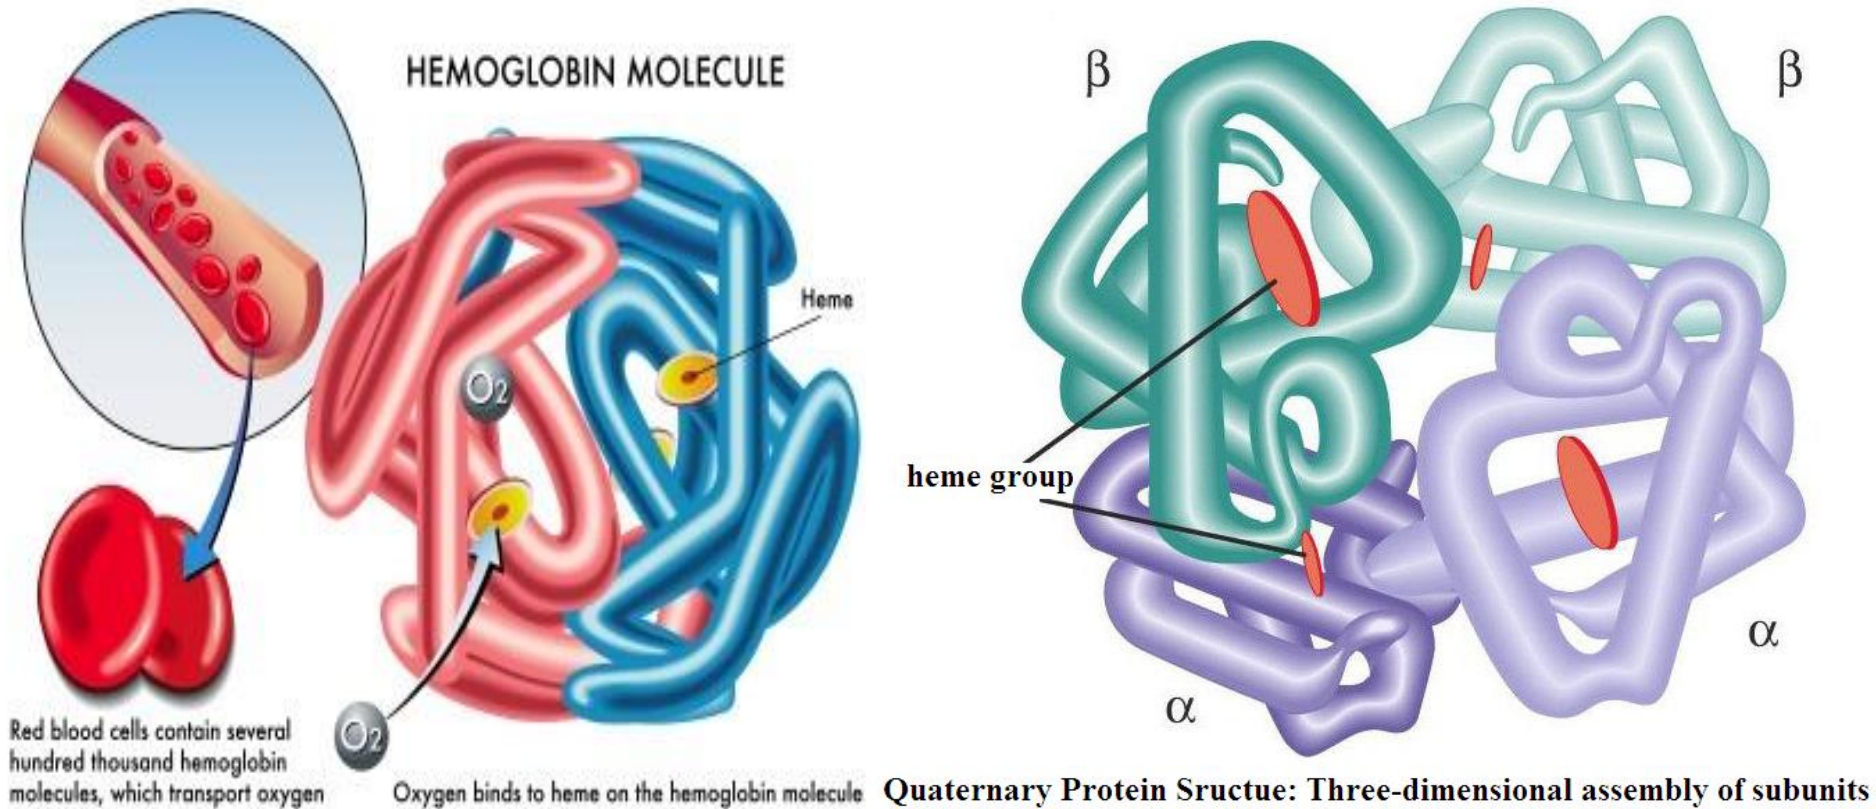 HEMOGLOBIN MOLECULE
β
β
Heme
O2
heme group
O2
α
α
Red blood cells contain several
hundred thousand hemoglobin
molecules, which transport oxygen
Oxygen binds to heme on the hemoglobin molecule
Quaternary Protein Sructue: Three-dimensional assembly of subunits